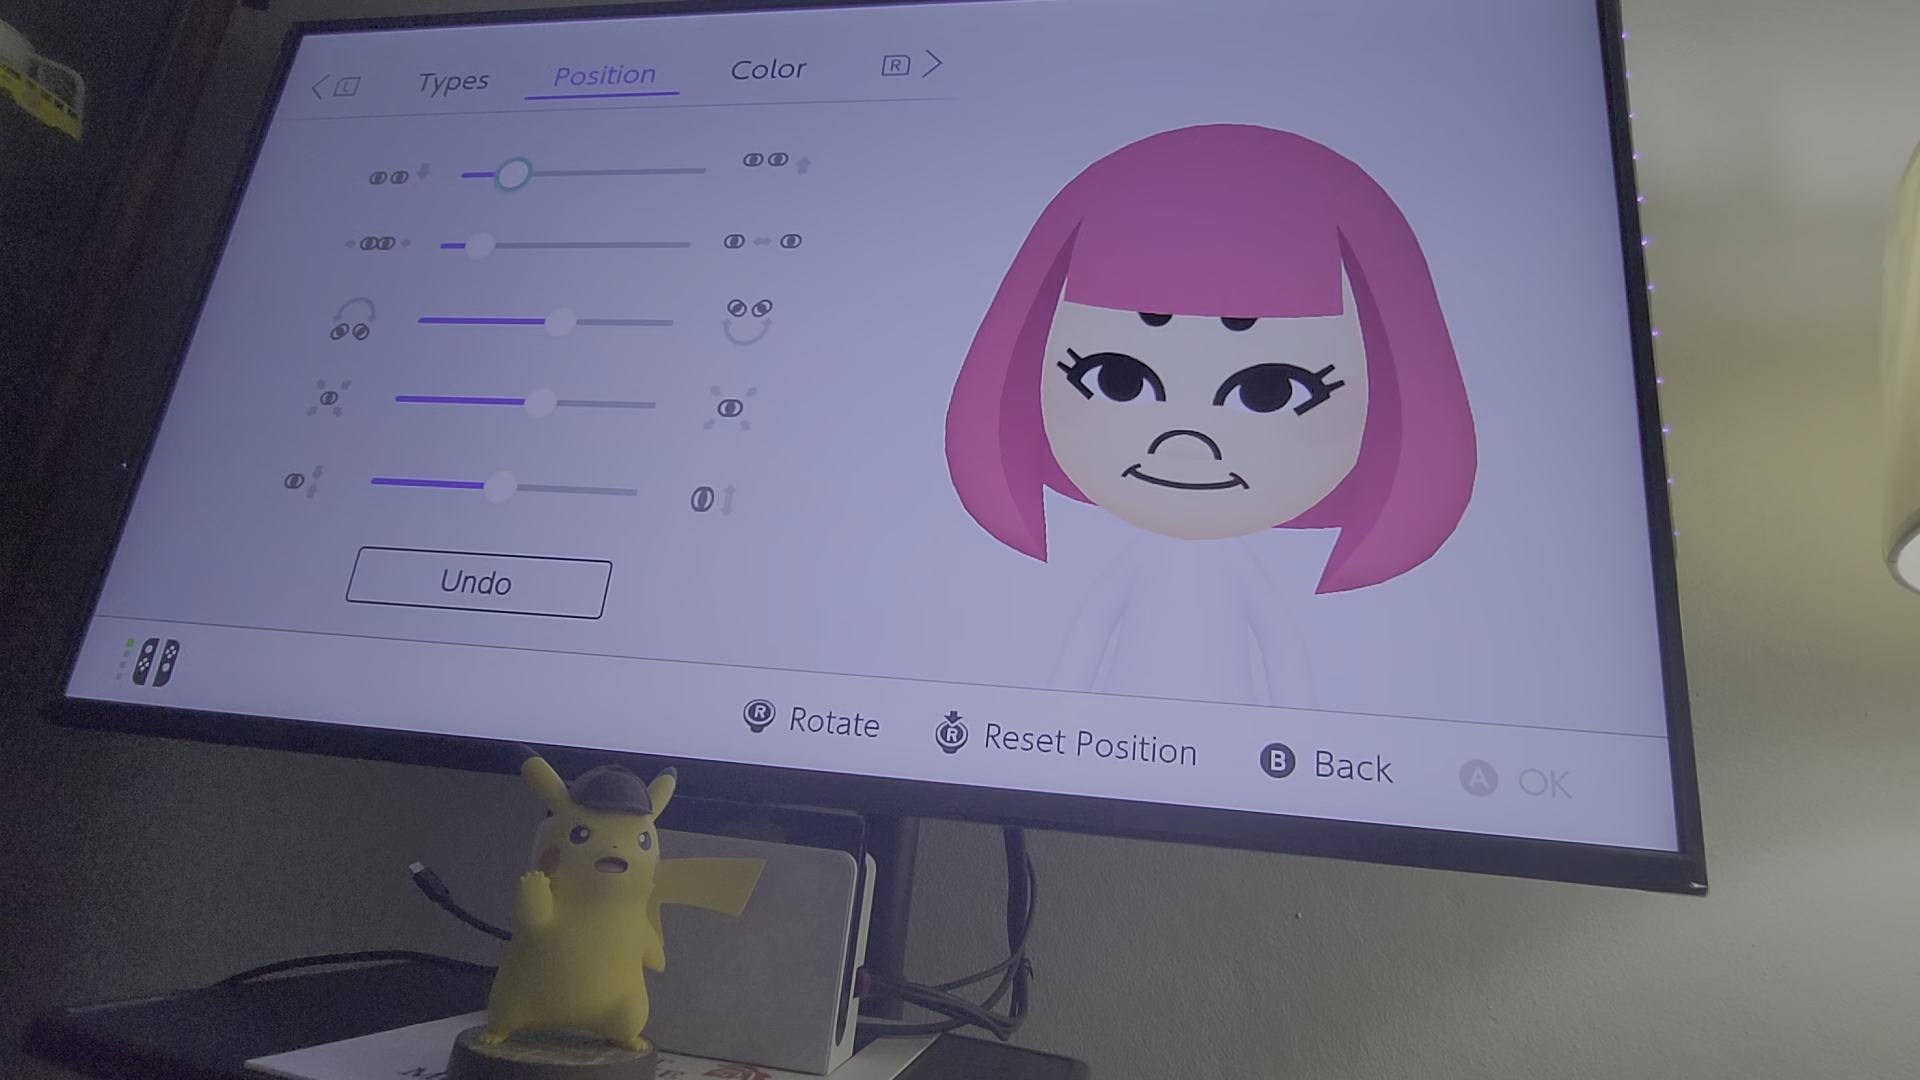 L Types Position Color R
Undo
R Rotate R Reset Position B Back A OK